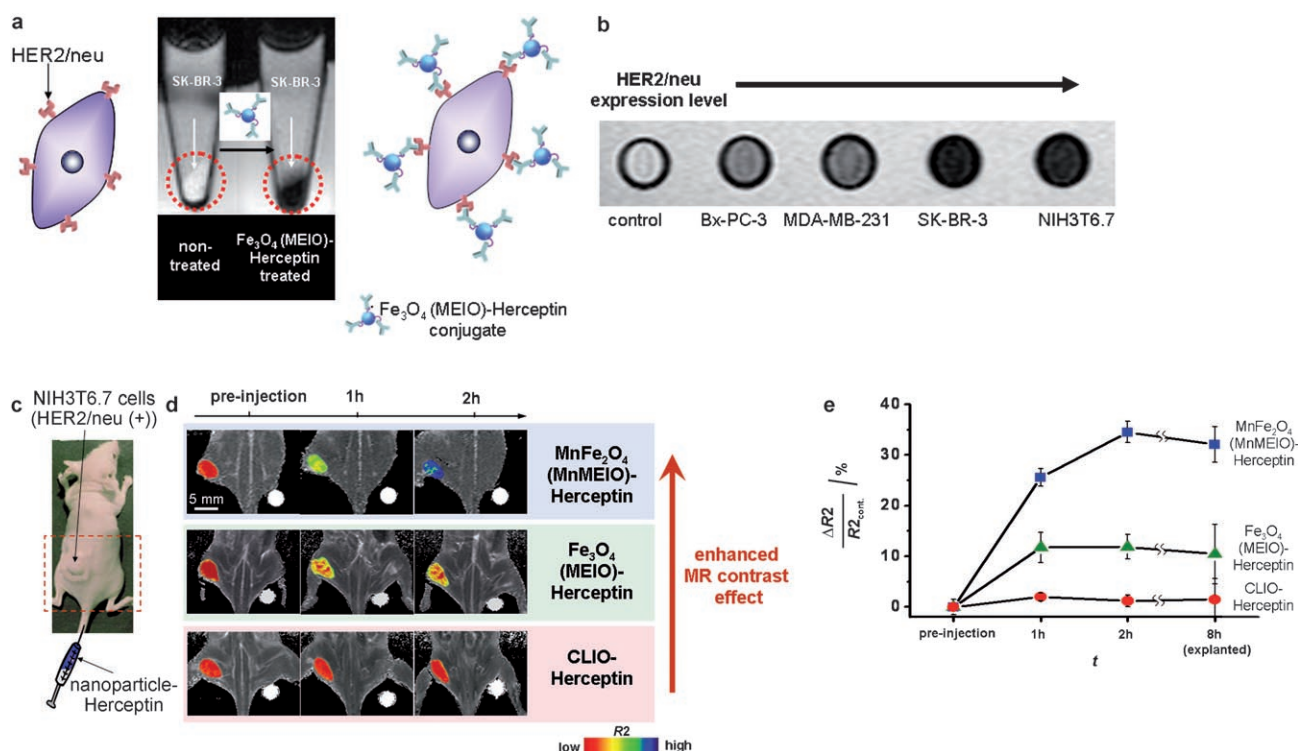 a
HER2/neu
SK-BR-3
SK-BR-3
non-
treated
Fe₃O₄ (MEIO)-
Herceptin
treated
: Fe₃O₄ (MEIO)-Herceptin
conjugate
b
HER2/neu
expression level
control
Bx-PC-3
MDA-MB-231
SK-BR-3
NIH3T6.7
c
NIH3T6.7 cells
(HER2/neu (+))
nanoparticle-
Herceptin
d
pre-injection
1h
2h
5 mm
MnFe₂O₄
(MnMEIO)-
Herceptin
Fe₃O₄
(MEIO)-
Herceptin
CLIO-
Herceptin
enhanced
MR contrast
effect
R2
low
high
e
40
30
20
10
0
ΔR2 / R2cont. | %
pre-injection
1h
2h
8h
(explanted)
t
MnFe₂O₄
(MnMEIO)-
Herceptin
Fe₃O₄
(MEIO)-
Herceptin
CLIO-
Herceptin